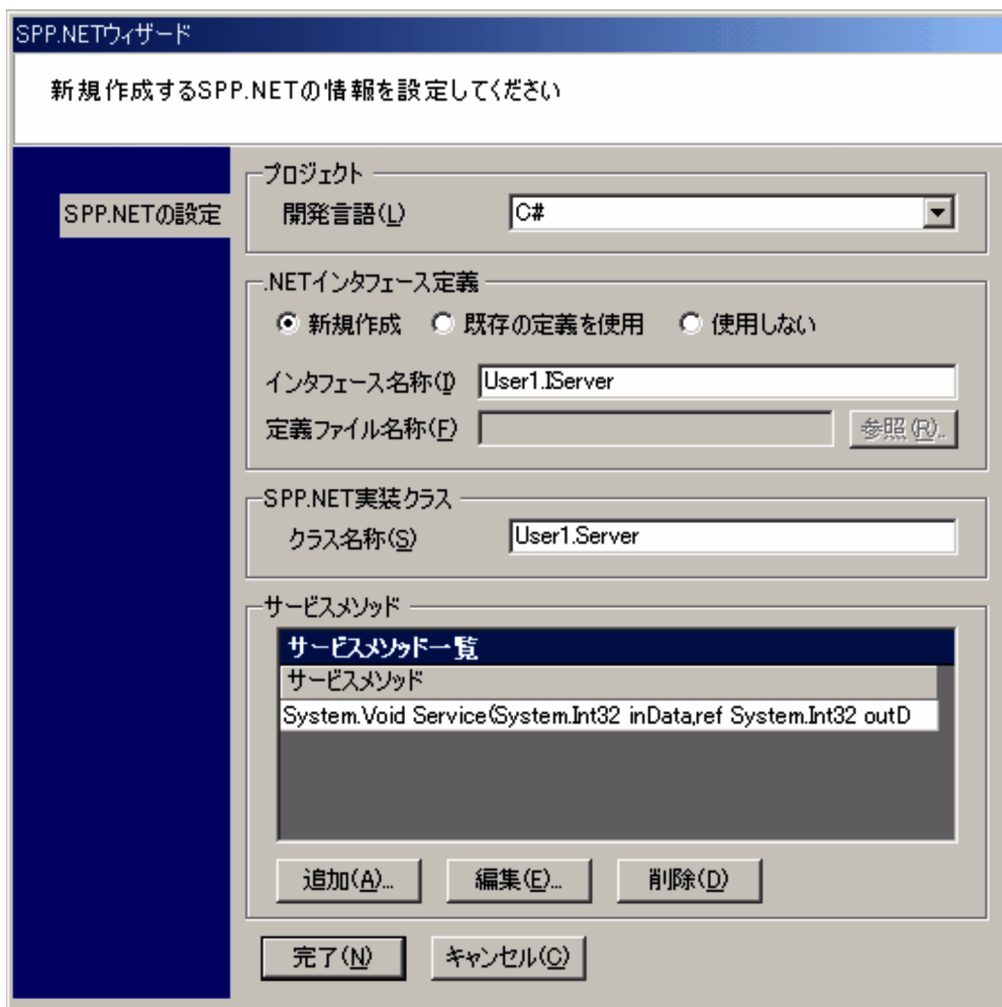 SPP.NETウィザード
新規作成するSPP.NETの情報を設定してください
SPP.NETの設定
プロジェクト
開発言語(L) C#
.NETインタフェース定義
新規作成 既存の定義を使用 使用しない
インタフェース名称(I) User1.IServer
定義ファイル名称(F) 参照(R)..
SPP.NET実装クラス
クラス名称(S) User1.Server
サービスメソッド
サービスメソッド一覧
サービスメソッド
System.Void Service(System.Int32 inData,ref System.Int32 outD
追加(A)... 編集(E)... 削除(D)
完了(N) キャンセル(C)